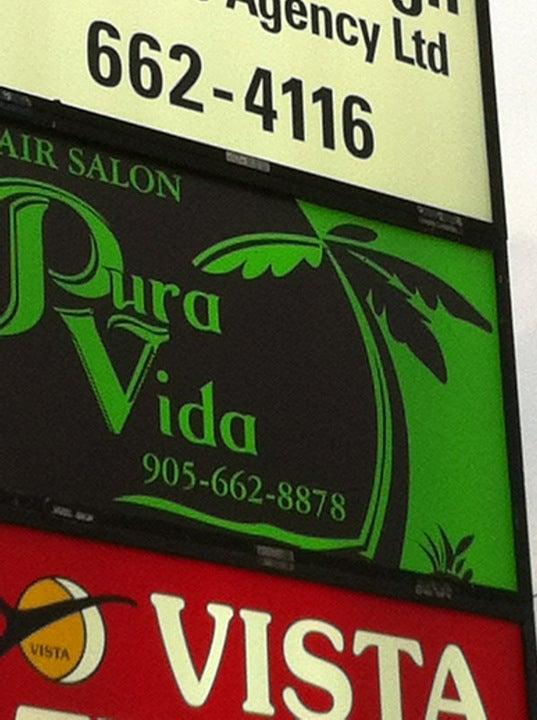 Agency Ltd
662-4116
AIR SALON
Pura
Vida
905-662-8878
VISTA
VISTA